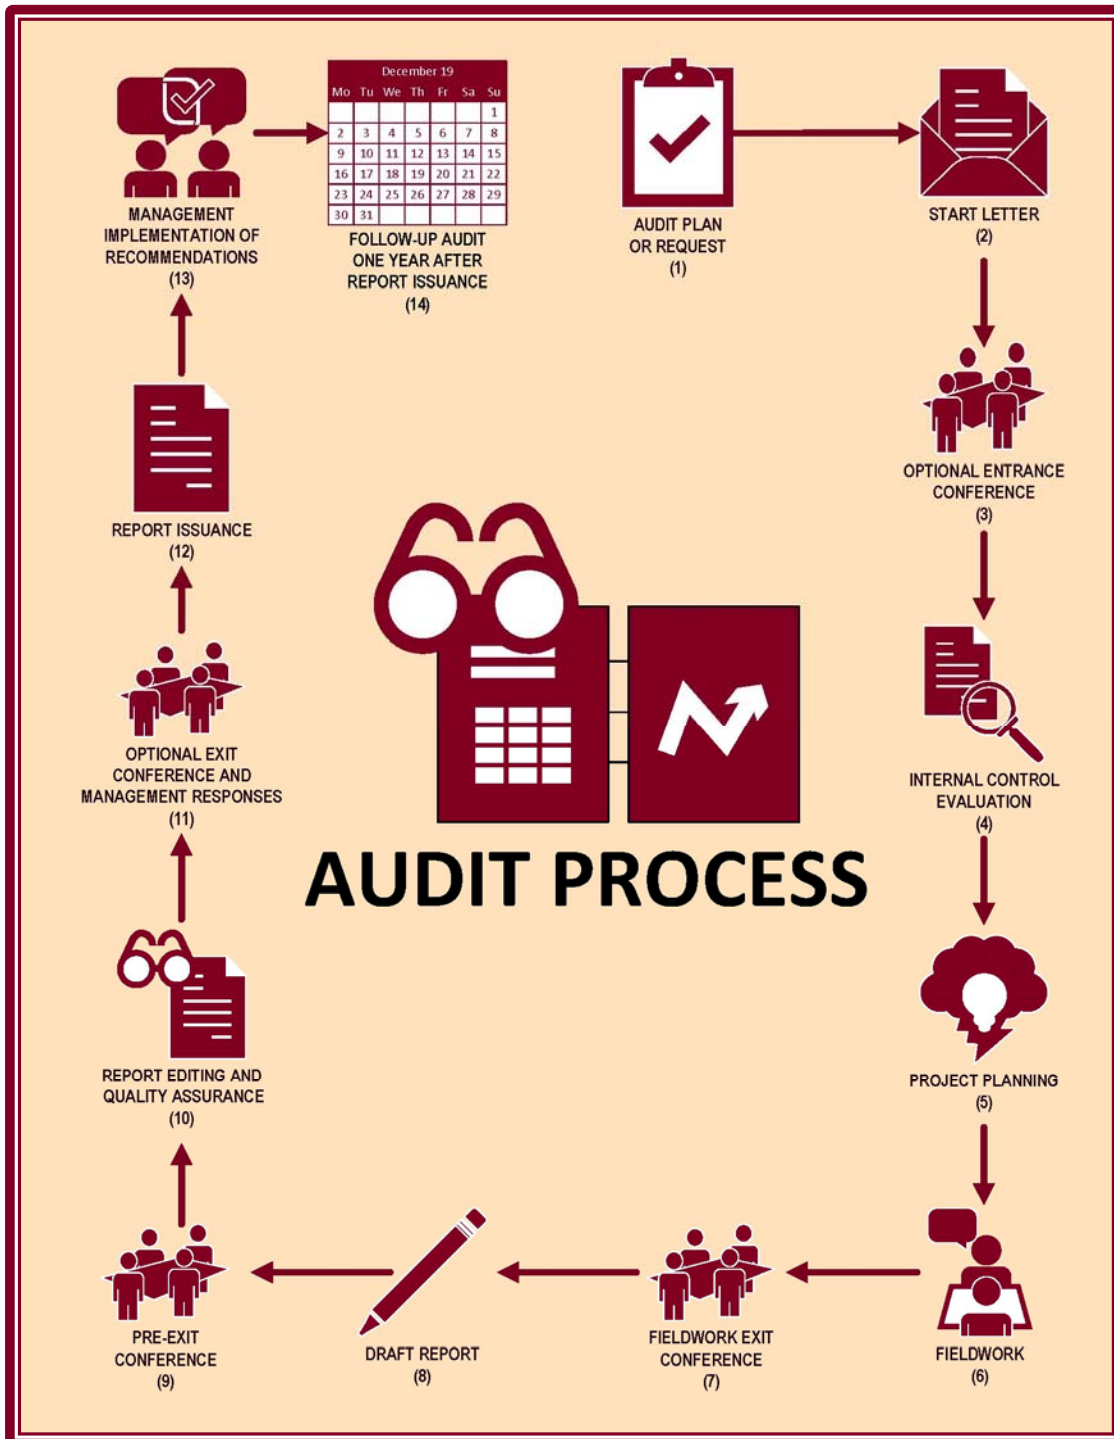 AUDIT PLAN
OR REQUEST
(1)
START LETTER
(2)
OPTIONAL ENTRANCE
CONFERENCE
(3)
INTERNAL CONTROL
EVALUATION
(4)
PROJECT PLANNING
(5)
FIELDWORK
(6)
FIELDWORK EXIT
CONFERENCE
(7)
DRAFT REPORT
(8)
PRE-EXIT
CONFERENCE
(9)
REPORT EDITING AND
QUALITY ASSURANCE
(10)
OPTIONAL EXIT
CONFERENCE AND
MANAGEMENT RESPONSES
(11)
REPORT ISSUANCE
(12)
MANAGEMENT
IMPLEMENTATION OF
RECOMMENDATIONS
(13)
December 19
Mo Tu We Th Fr Sa Su
1
2 3 4 5 6 7 8
9 10 11 12 13 14 15
16 17 18 19 20 21 22
23 24 25 26 27 28 29
30 31
FOLLOW-UP AUDIT
ONE YEAR AFTER
REPORT ISSUANCE
(14)
AUDIT PROCESS